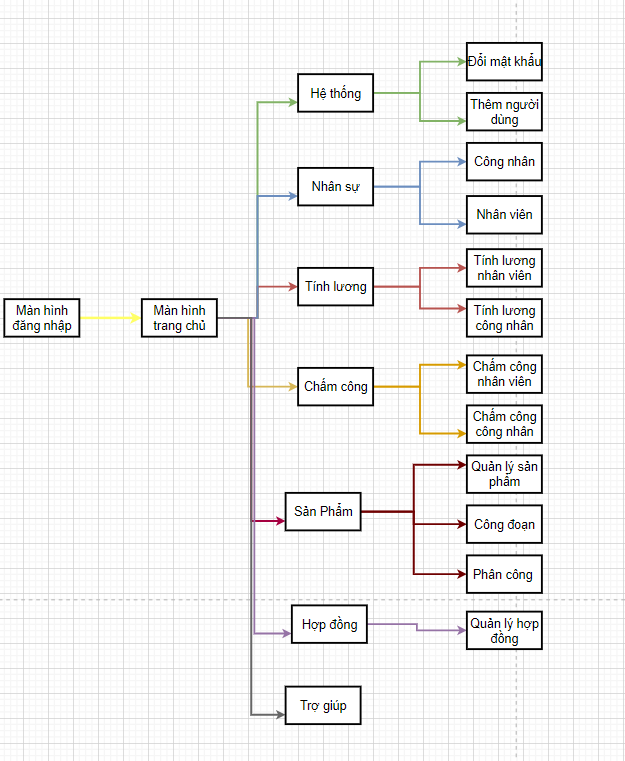 Màn hình
đăng nhập
Màn hình
trang chủ
Hệ thống
Đổi mật khẩu
Thêm người
dùng
Nhân sự
Công nhân
Nhân viên
Tính lương
Tính lương
nhân viên
Tính lương
công nhân
Chấm công
Chấm công
nhân viên
Chấm công
công nhân
Sản Phẩm
Quản lý sản
phẩm
Công đoạn
Phân công
Hợp đồng
Quản lý hợp
đồng
Trợ giúp